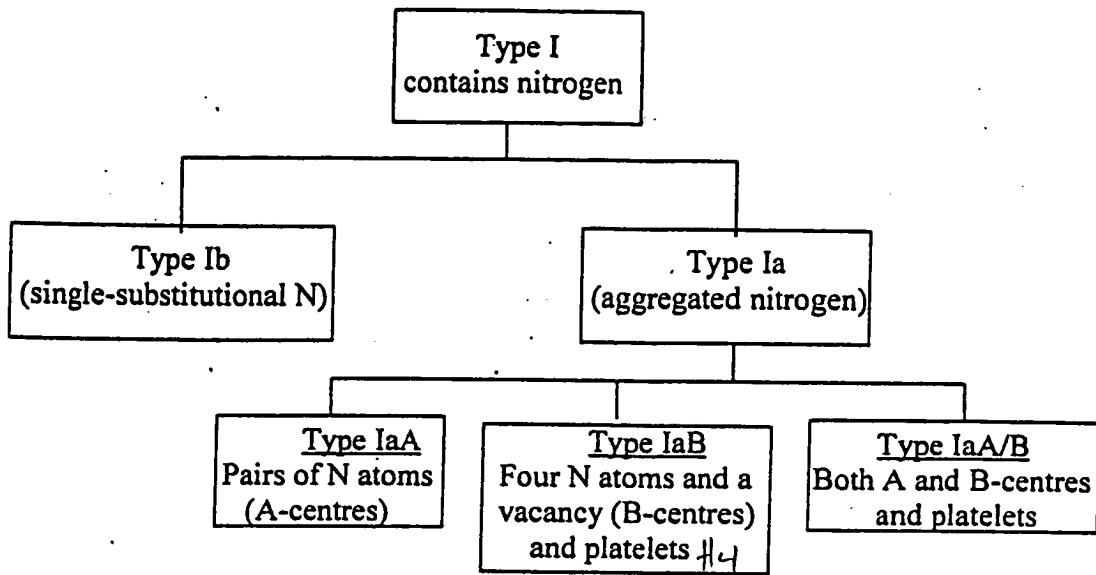 Type I
contains nitrogen
Type Ib
(single-substitutional N)
Type Ia
(aggregated nitrogen)
Type IaA
Pairs of N atoms
(A-centres)
Type IaB
Four N atoms and a
vacancy (B-centres)
and platelets H4
Type IaA/B
Both A and B-centres
and platelets